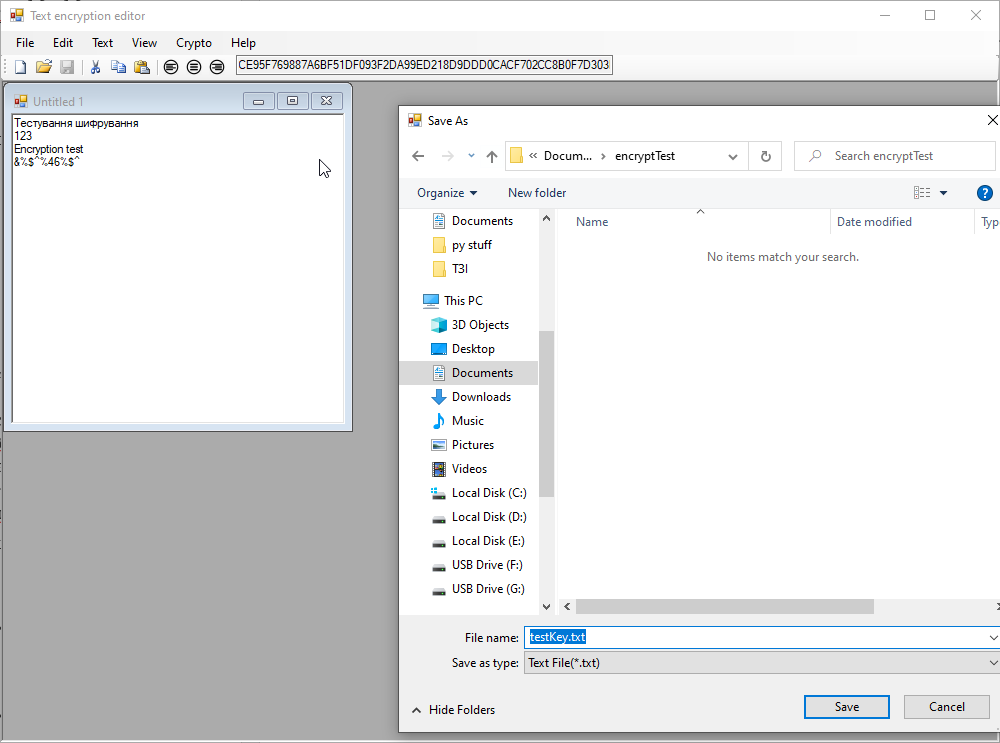 Text encryption editor
File Edit Text View Crypto Help
CE95F769887A6BF51DF093F2DA99ED218D9DDD0CACF702CC8B0F7D303
Untitled 1
Тестування шифрування
123
Encryption test
&%$^%46%$^
Save As
« Docum... › encryptTest
Search encryptTest
Organize New folder
?
Name Date modified Typ
No items match your search.
Documents
py stuff
ТЗІ
This PC
3D Objects
Desktop
Documents
Downloads
Music
Pictures
Videos
Local Disk (C:)
Local Disk (D:)
Local Disk (E:)
USB Drive (F:)
USB Drive (G:)
File name: testKey.txt
Save as type: Text File(*.txt)
Hide Folders
Save Cancel